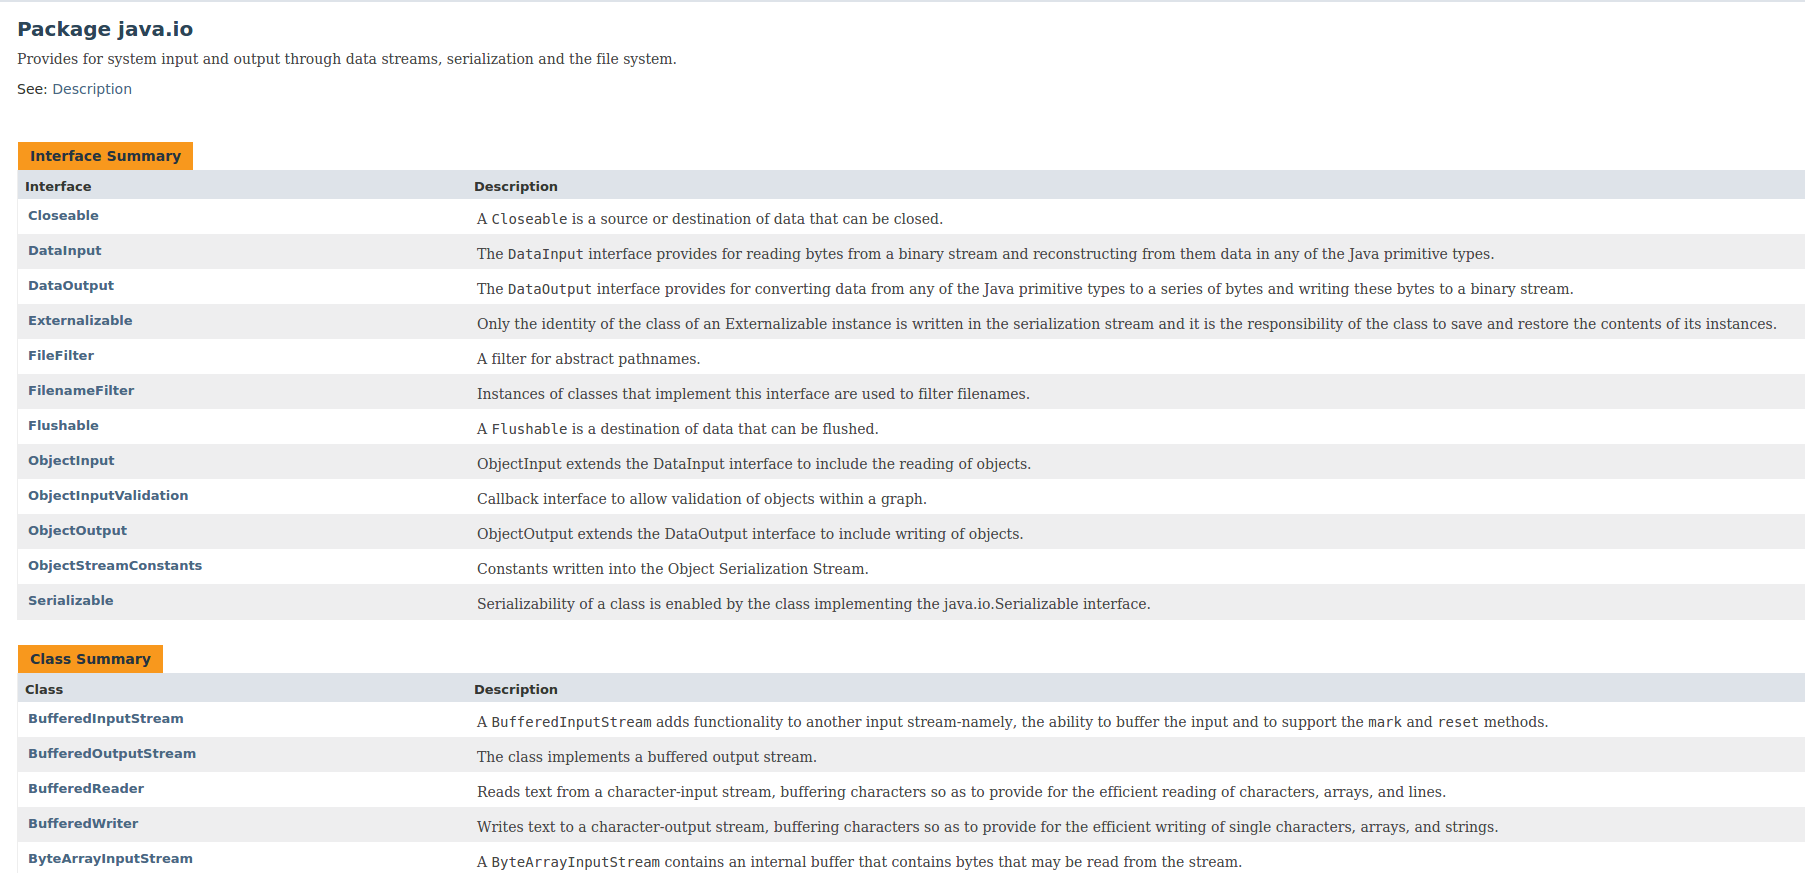 Package java.io
Provides for system input and output through data streams, serialization and the file system.
See: Description
Interface Summary
Interface Description
Closeable A Closeable is a source or destination of data that can be closed.
DataInput The DataInput interface provides for reading bytes from a binary stream and reconstructing from them data in any of the Java primitive types.
DataOutput The DataOutput interface provides for converting data from any of the Java primitive types to a series of bytes and writing these bytes to a binary stream.
Externalizable Only the identity of the class of an Externalizable instance is written in the serialization stream and it is the responsibility of the class to save and restore the contents of its instances.
FileFilter A filter for abstract pathnames.
FilenameFilter Instances of classes that implement this interface are used to filter filenames.
Flushable A Flushable is a destination of data that can be flushed.
ObjectInput ObjectInput extends the DataInput interface to include the reading of objects.
ObjectInputValidation Callback interface to allow validation of objects within a graph.
ObjectOutput ObjectOutput extends the DataOutput interface to include writing of objects.
ObjectStreamConstants Constants written into the Object Serialization Stream.
Serializable Serializability of a class is enabled by the class implementing the java.io.Serializable interface.
Class Summary
Class Description
BufferedInputStream A BufferedInputStream adds functionality to another input stream-namely, the ability to buffer the input and to support the mark and reset methods.
BufferedOutputStream The class implements a buffered output stream.
BufferedReader Reads text from a character-input stream, buffering characters so as to provide for the efficient reading of characters, arrays, and lines.
BufferedWriter Writes text to a character-output stream, buffering characters so as to provide for the efficient writing of single characters, arrays, and strings.
ByteArrayInputStream A ByteArrayInputStream contains an internal buffer that contains bytes that may be read from the stream.